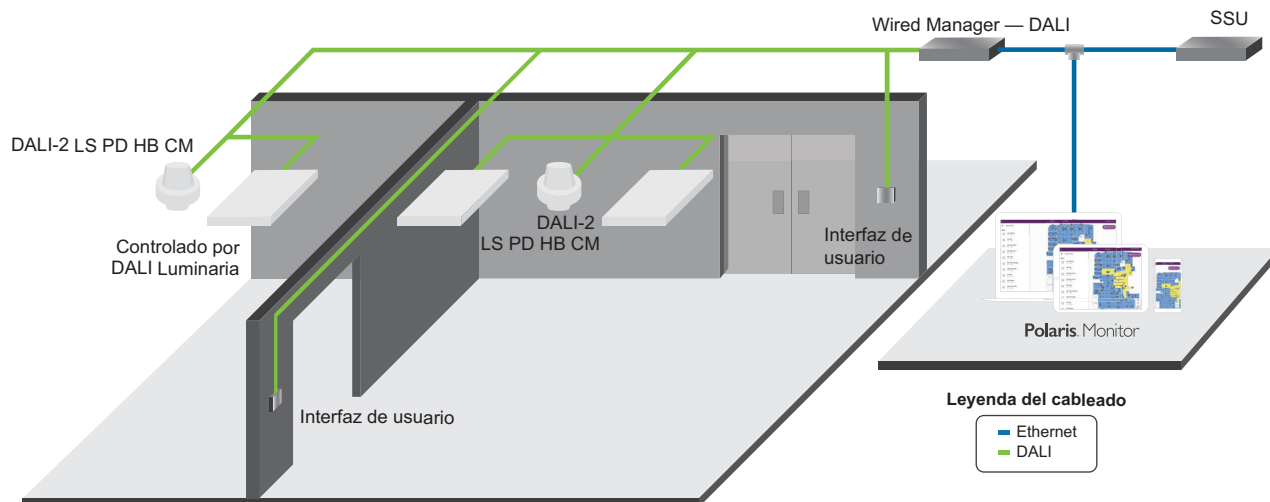 Wired Manager — DALI
SSU
DALI-2 LS PD HB CM
Controlado por
DALI Luminaria
DALI-2
LS PD HB CM
Interfaz de
usuario
Interfaz de usuario
Polaris. Monitor
Leyenda del cableado
Ethernet
DALI